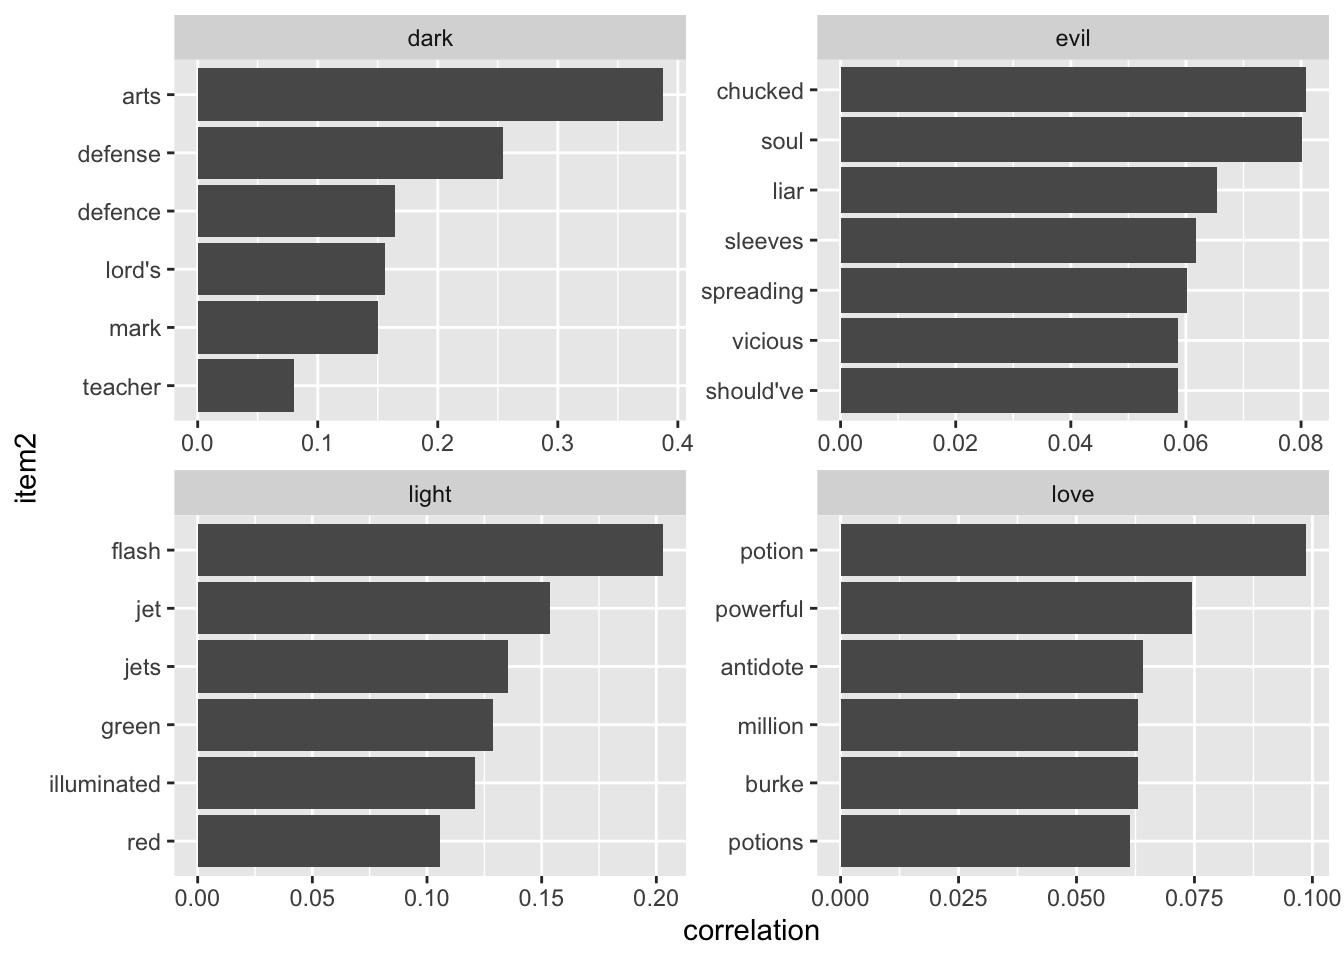 dark
arts
defense
defence
lord's
mark
teacher
0.0 0.1 0.2 0.3 0.4
evil
chucked
soul
liar
sleeves
spreading
vicious
should've
0.00 0.02 0.04 0.06 0.08
item2
light
flash
jet
jets
green
illuminated
red
0.00 0.05 0.10 0.15 0.20
love
potion
powerful
antidote
million
burke
potions
0.000 0.025 0.050 0.075 0.100
correlation